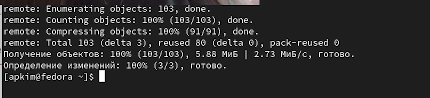 remote: Enumerating objects: 103, done.
remote: Counting objects: 100% (103/103), done.
remote: Compressing objects: 100% (91/91), done.
remote: Total 103 (delta 3), reused 80 (delta 0), pack-reused 0
Получение объектов: 100% (103/103), 5.88 МиБ | 2.73 МиБ/с, готово.
Определение изменений: 100% (3/3), готово.
[apkim@fedora ~]$